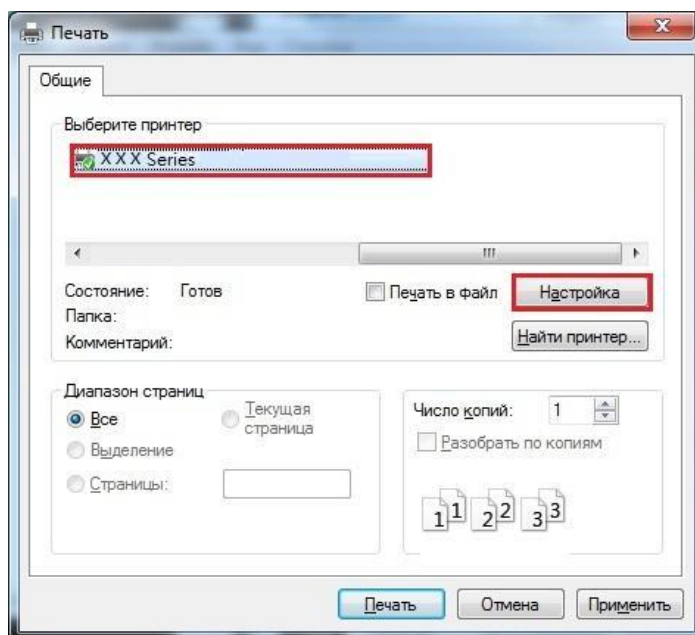 Печать
Общие
Выберите принтер
X X X Series
Состояние: Готов
Печать в файл
Настройка
Папка:
Комментарий:
Найти принтер...
Диапазон страниц
Все
Текущая
страница
Выделение
Страницы:
Число копий: 1
Разобрать по копиям
1 1 2 2 3 3
Печать
Отмена
Применить